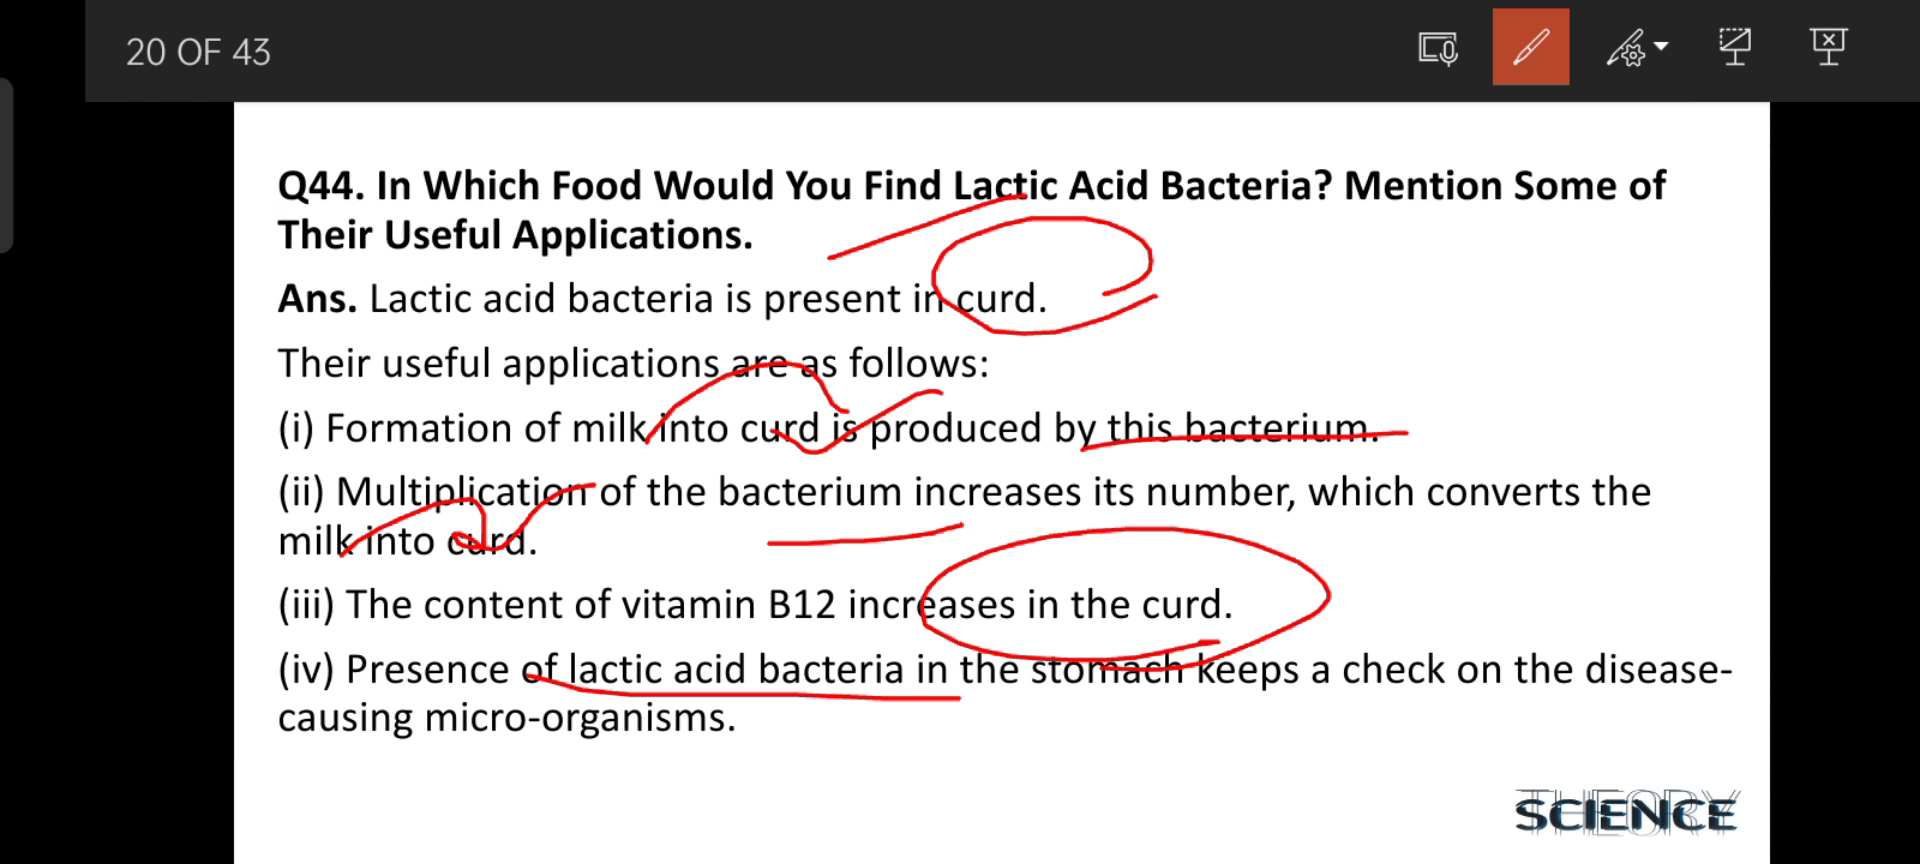 20 OF 43
Q44. In Which Food Would You Find Lactic Acid Bacteria? Mention Some of
Their Useful Applications.
Ans. Lactic acid bacteria is present in curd.
Their useful applications are as follows:
(i) Formation of milk into curd is produced by this bacterium.
(ii) Multiplication of the bacterium increases its number, which converts the
milk into curd.
(iii) The content of vitamin B12 increases in the curd.
(iv) Presence of lactic acid bacteria in the stomach keeps a check on the disease-
causing micro-organisms.
THEORY
SCIENCE